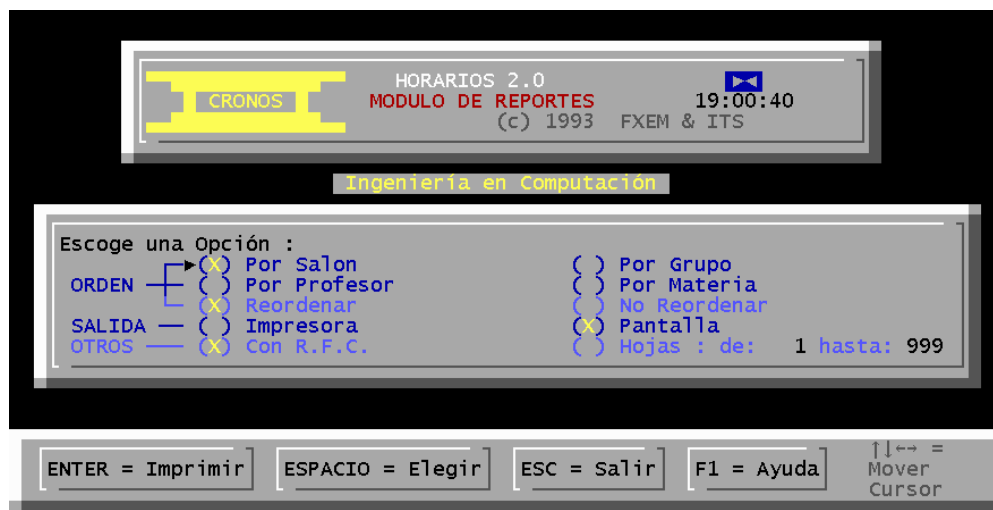 HORARIOS 2.0
CRONOS MODULO DE REPORTES 19:00:40
(c) 1993 FXEM & ITS
Ingeniería en Computación
Escoge una Opción :
►(X) Por Salon ( ) Por Grupo
ORDEN ( ) Por Profesor ( ) Por Materia
(X) Reordenar ( ) No Reordenar
SALIDA ( ) Impresora (X) Pantalla
OTROS (X) Con R.F.C. ( ) Hojas : de: 1 hasta: 999
ENTER = Imprimir ESPACIO = Elegir ESC = Salir F1 = Ayuda ↑↓←→ =
Mover
Cursor